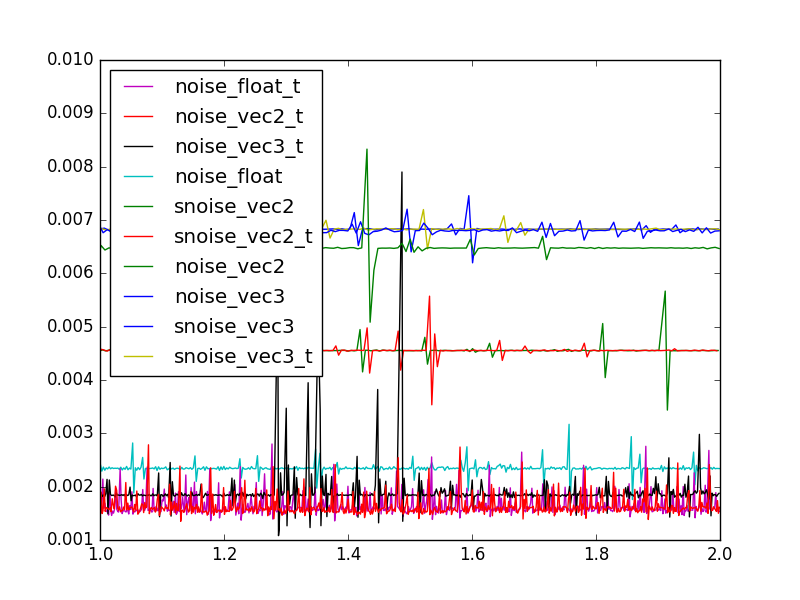 0.010
0.009
0.008
0.007
0.006
0.005
0.004
0.003
0.002
0.001
noise_float_t
noise_vec2_t
noise_vec3_t
noise_float
snoise_vec2
snoise_vec2_t
noise_vec2
noise_vec3
snoise_vec3
snoise_vec3_t
1.0 1.2 1.4 1.6 1.8 2.0